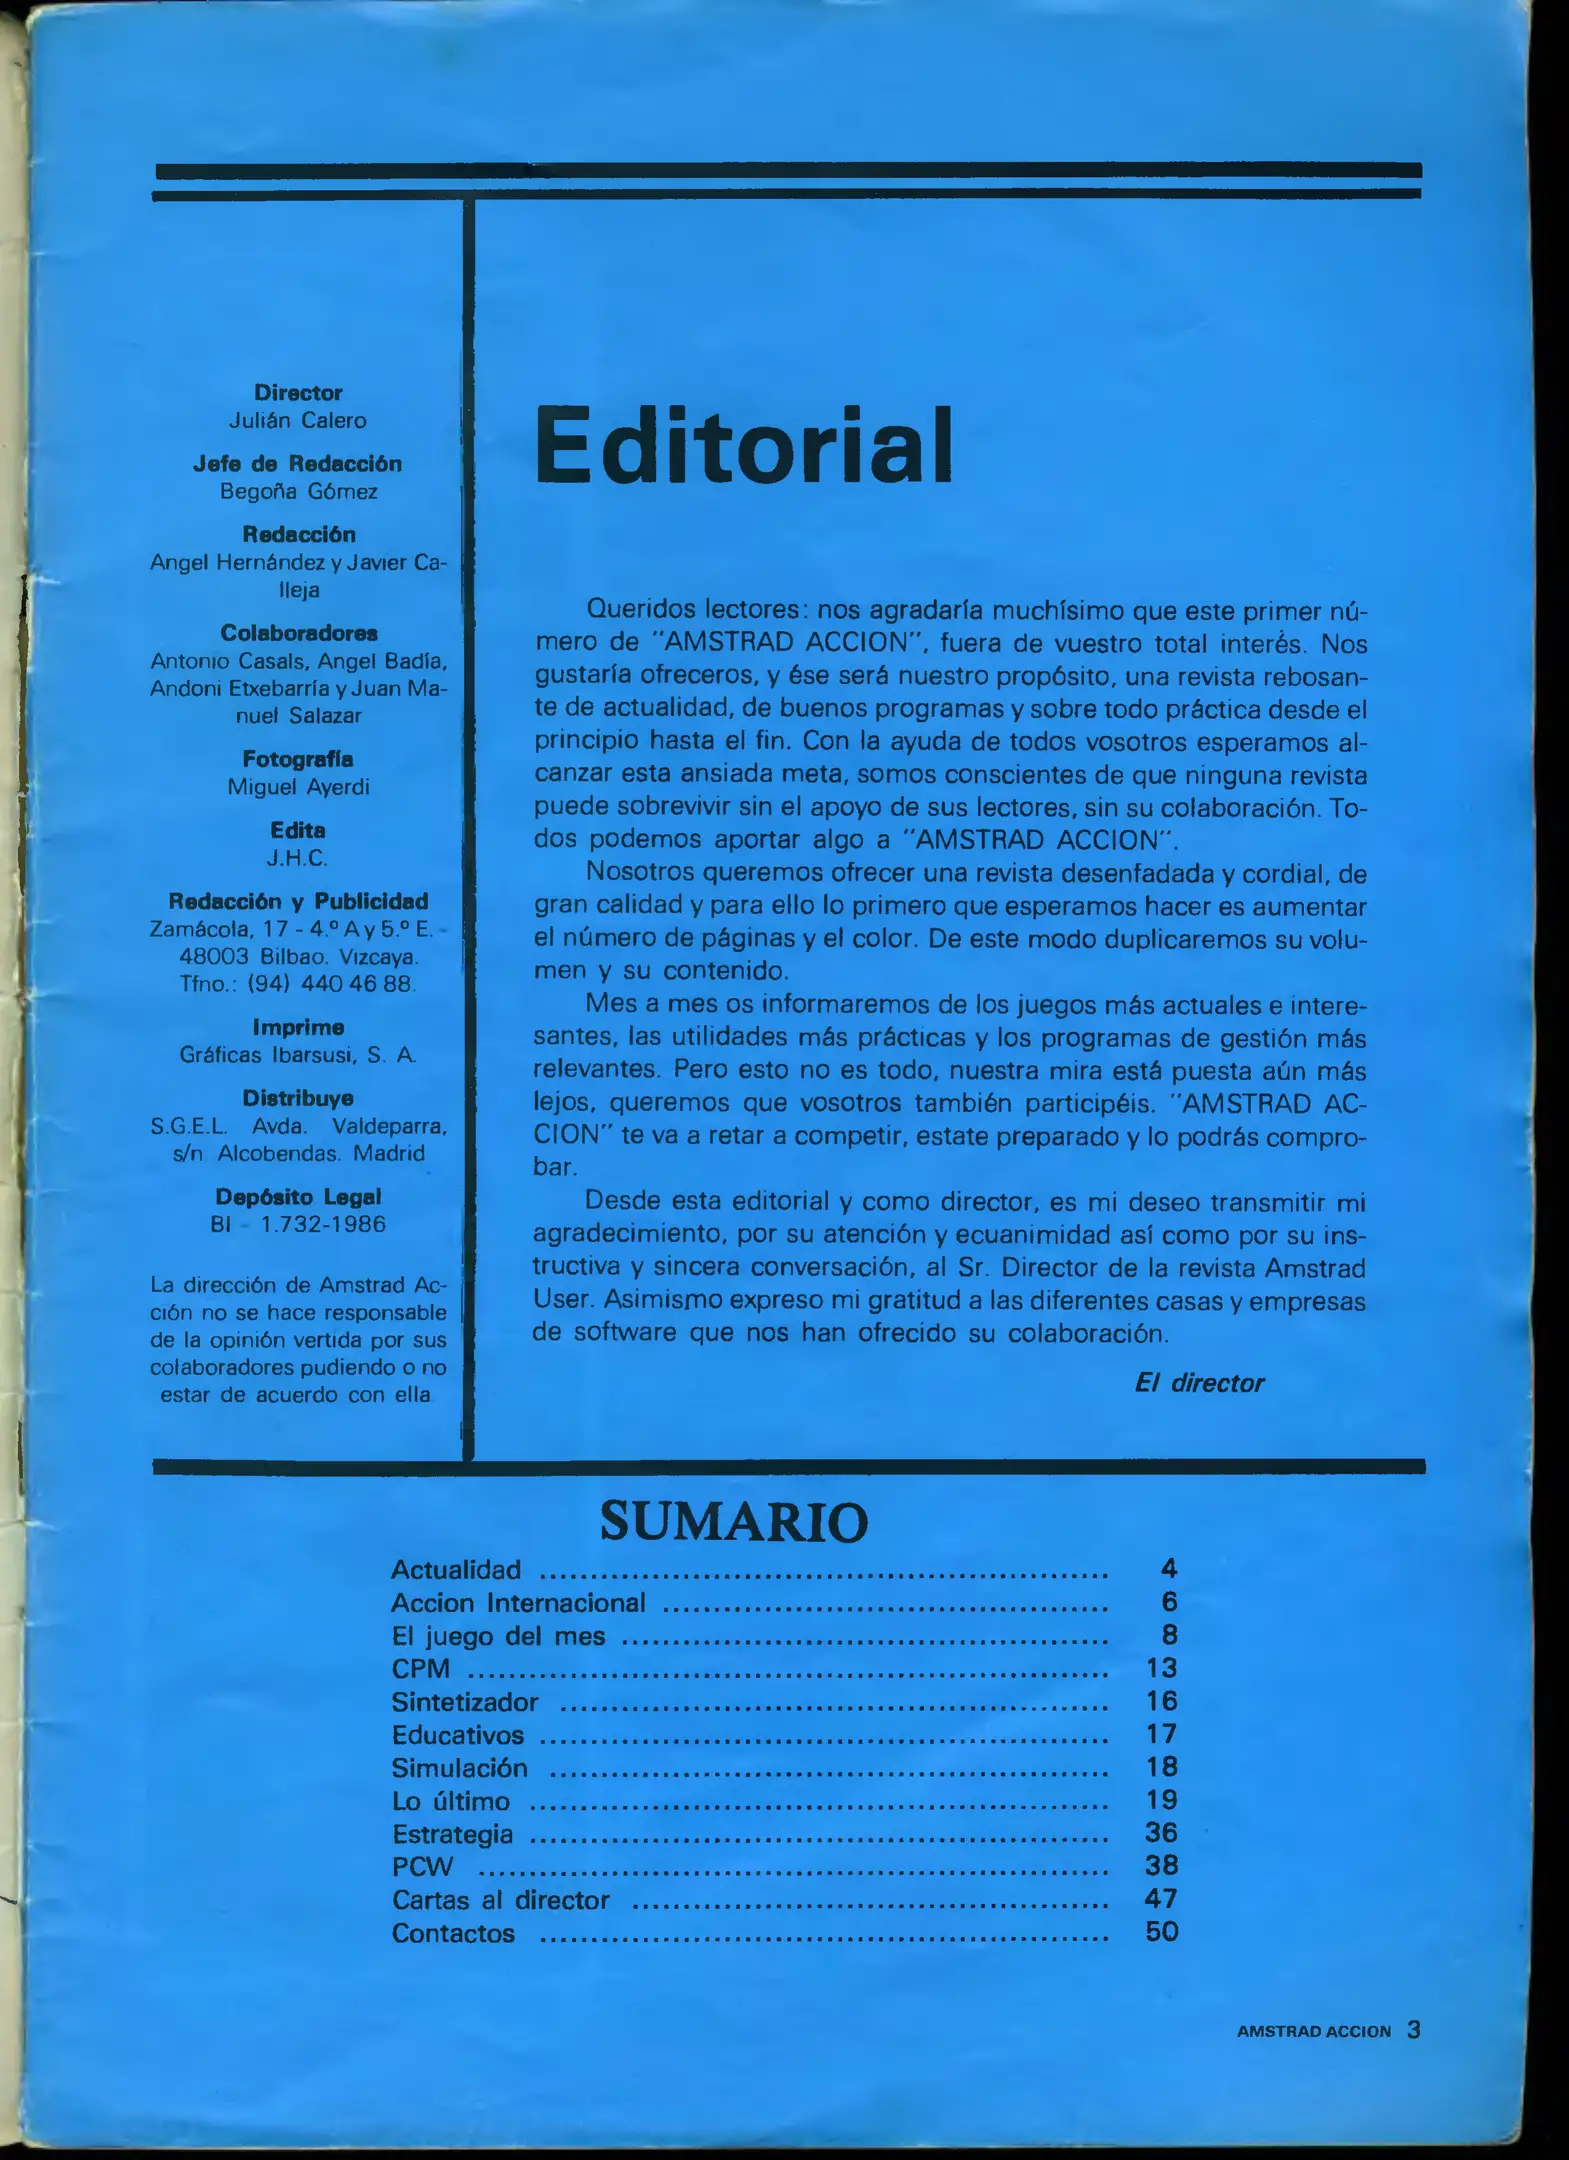 Director
Julián Calero
Jefe de Redacción
Begoña Gómez
Redacción
Angel Hernández y Javier Ca-
lleja
Colaboradores
Antonio Casals, Angel Badía,
Andoni Etxebarría y Juan Ma-
nuel Salazar
Fotografía
Miguel Ayerdi
Edita
J.H.C.
Redacción y Publicidad
Zamácola, 17 - 4.º A y 5.º E. -
48003 Bilbao. Vizcaya.
Tfno.: (94) 440 46 88.
Imprime
Gráficas Ibarsusi, S. A.
Distribuye
S.G.E.L. Avda. Valdeparra,
s/n Alcobendas. Madrid
Depósito Legal
BI - 1.732-1986
La dirección de Amstrad Ac-
ción no se hace responsable
de la opinión vertida por sus
colaboradores pudiendo o no
estar de acuerdo con ella
Editorial
Queridos lectores: nos agradaría muchísimo que este primer nú-
mero de "AMSTRAD ACCION", fuera de vuestro total interés. Nos
gustaría ofreceros, y ése será nuestro propósito, una revista rebosan-
te de actualidad, de buenos programas y sobre todo práctica desde el
principio hasta el fin. Con la ayuda de todos vosotros esperamos al-
canzar esta ansiada meta, somos conscientes de que ninguna revista
puede sobrevivir sin el apoyo de sus lectores, sin su colaboración. To-
dos podemos aportar algo a "AMSTRAD ACCION".
Nosotros queremos ofrecer una revista desenfadada y cordial, de
gran calidad y para ello lo primero que esperamos hacer es aumentar
el número de páginas y el color. De este modo duplicaremos su volu-
men y su contenido.
Mes a mes os informaremos de los juegos más actuales e intere-
santes, las utilidades más prácticas y los programas de gestión más
relevantes. Pero esto no es todo, nuestra mira está puesta aún más
lejos, queremos que vosotros también participéis. "AMSTRAD AC-
CION" te va a retar a competir, estate preparado y lo podrás compro-
bar.
Desde esta editorial y como director, es mi deseo transmitir mi
agradecimiento, por su atención y ecuanimidad así como por su ins-
tructiva y sincera conversación, al Sr. Director de la revista Amstrad
User. Asimismo expreso mi gratitud a las diferentes casas y empresas
de software que nos han ofrecido su colaboración.
El director
SUMARIO
Actualidad ........ 4
Accion Internacional ........ 6
El juego del mes ........ 8
CPM ........ 13
Sintetizador ........ 16
Educativos ........ 17
Simulación ........ 18
Lo último ........ 19
Estrategia ........ 36
PCW ........ 38
Cartas al director ........ 47
Contactos ........ 50
AMSTRAD ACCION 3